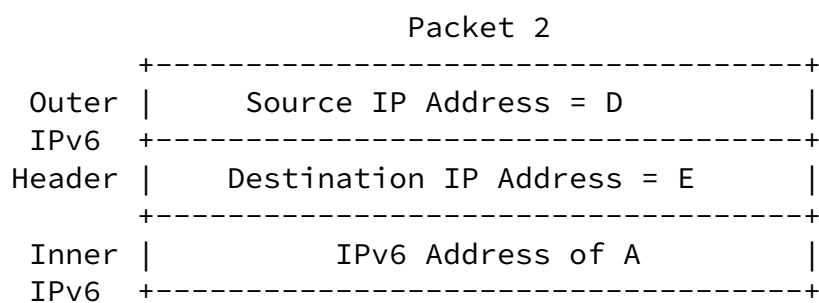 Packet 2
       +------------------------------------+
 Outer |     Source IP Address = D          |
 IPv6  +------------------------------------+
Header |    Destination IP Address = E      |
       +------------------------------------+
 Inner |          IPv6 Address of A         |
 IPv6  +------------------------------------+